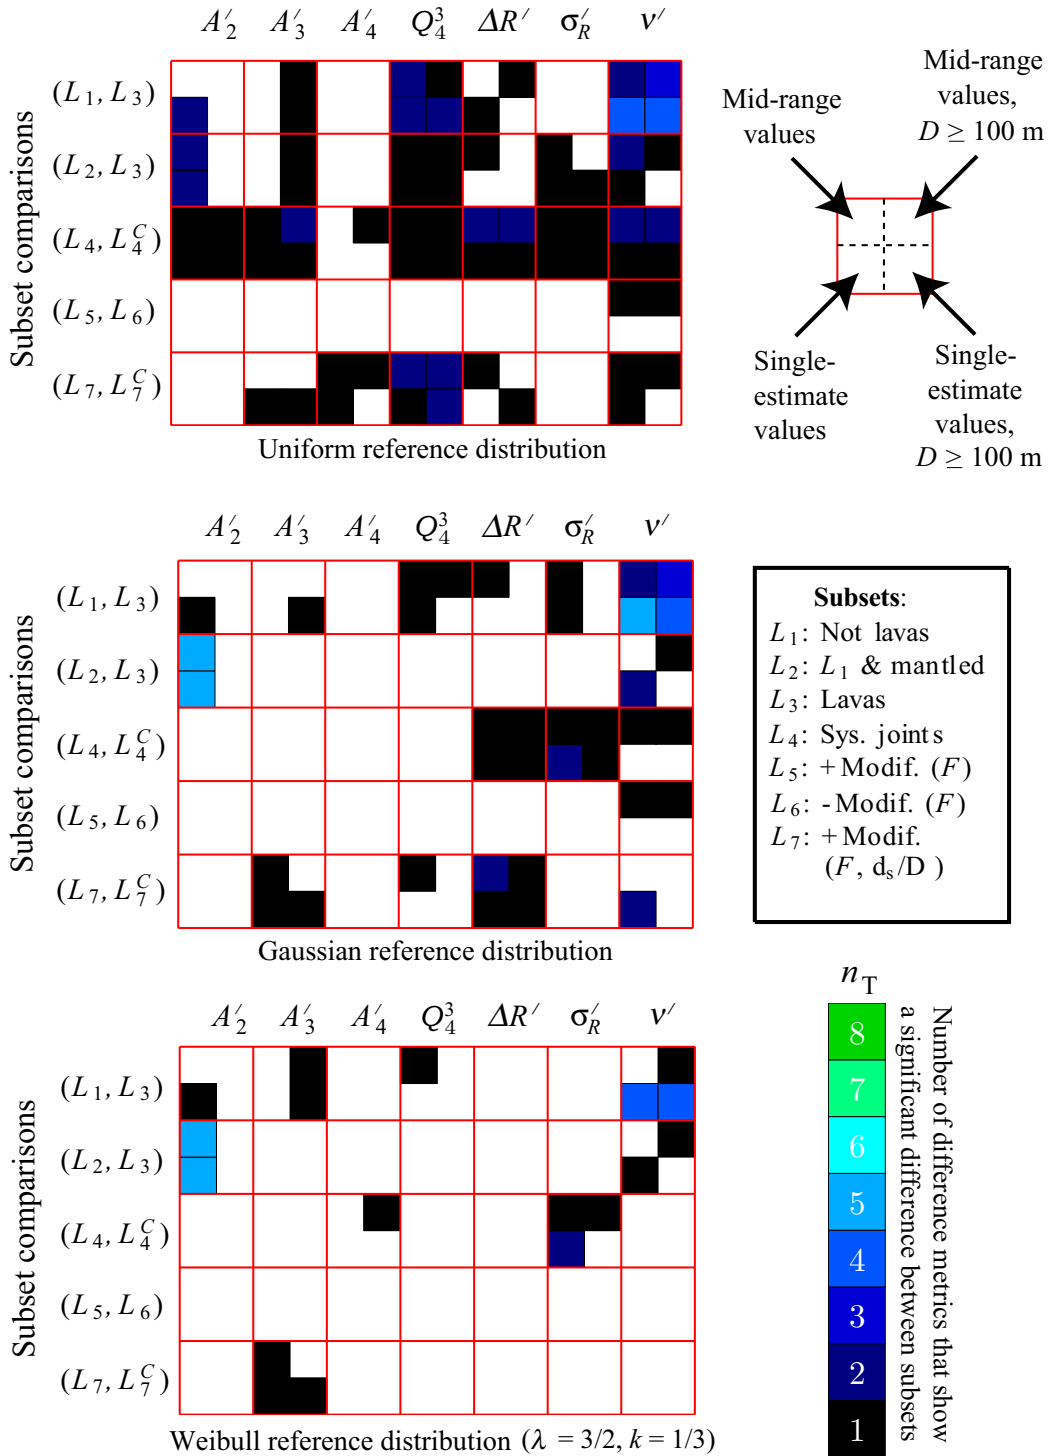 A′2 A′3 A′4 Q34 ΔR′ σ′R ν′
Subset comparisons
(L1, L3)
(L2, L3)
(L4, LC4)
(L5, L6)
(L7, LC7)
Uniform reference distribution
Mid-range
values
Mid-range
values,
D ≥ 100 m
Single-
estimate
values
Single-
estimate
values,
D ≥ 100 m
A′2 A′3 A′4 Q34 ΔR′ σ′R ν′
Subset comparisons
(L1, L3)
(L2, L3)
(L4, LC4)
(L5, L6)
(L7, LC7)
Gaussian reference distribution
Subsets:
L1: Not lavas
L2: L1 & mantled
L3: Lavas
L4: Sys. joints
L5: +Modif. (F)
L6: -Modif. (F)
L7: +Modif.
(F, ds/D )
A′2 A′3 A′4 Q34 ΔR′ σ′R ν′
Subset comparisons
(L1, L3)
(L2, L3)
(L4, LC4)
(L5, L6)
(L7, LC7)
Weibull reference distribution (λ = 3/2, k = 1/3)
nT
8
7
6
5
4
3
2
1
Number of difference metrics that show
a significant difference between subsets